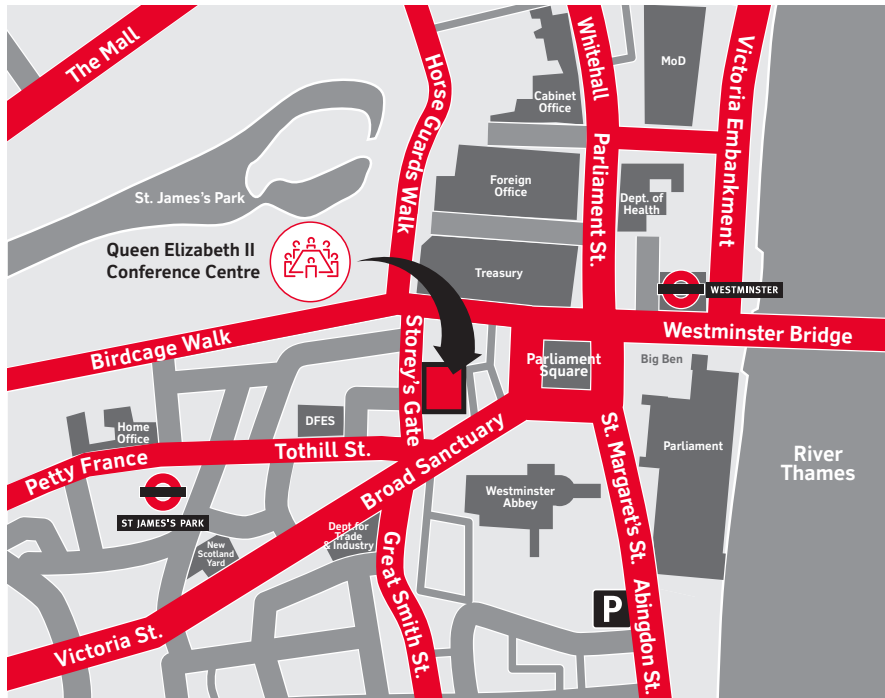 The Mall
Horse Guards Walk
Whitehall
Cabinet
Office
MoD
Victoria Embankment
Parliament St.
St. James's Park
Foreign
Office
Dept. of
Health
Queen Elizabeth II
Conference Centre
Treasury
WESTMINSTER
Birdcage Walk
Storey's Gate
Westminster Bridge
Parliament
Square
Big Ben
Home
Office
DFES
Petty France
Tothill St.
Broad Sanctuary
St. Margaret's St.
Parliament
River
Thames
ST JAMES'S PARK
Westminster
Abbey
New
Scotland
Yard
Dept for
Trade
& Industry
Great Smith St.
P
Abingdon St.
Victoria St.